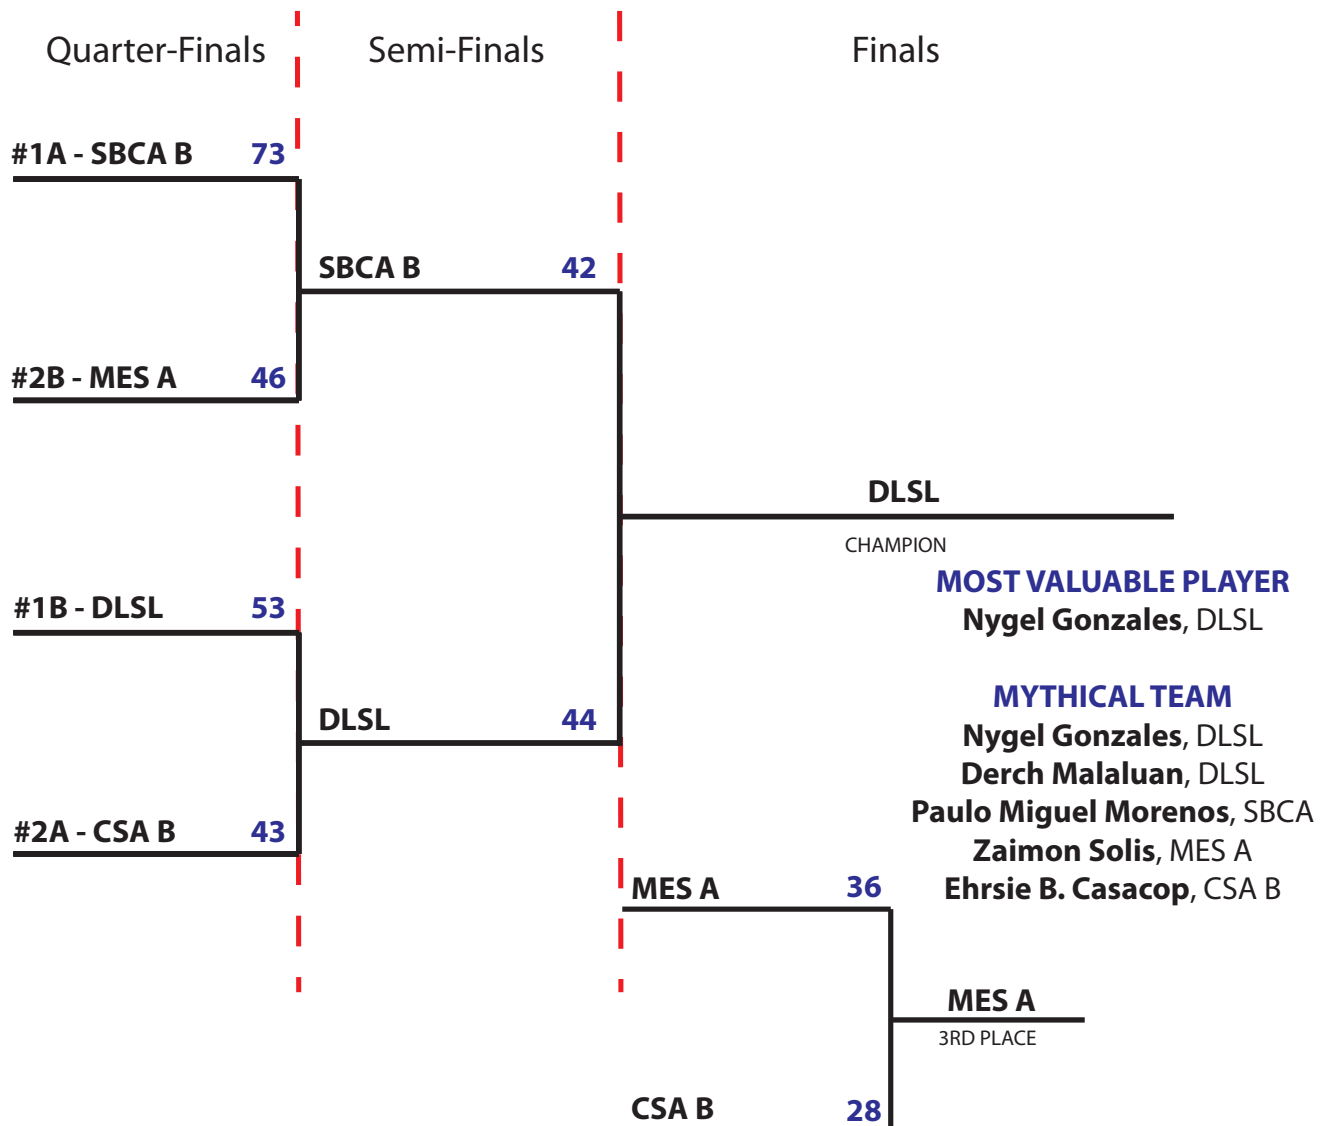 Quarter-Finals Semi-Finals Finals
#1A - SBCA B 73
SBCA B 42
#2B - MES A 46
DLSL
CHAMPION
MOST VALUABLE PLAYER
#1B - DLSL 53
Nygel Gonzales, DLSL
MYTHICAL TEAM
DLSL 44
Nygel Gonzales, DLSL
Derch Malaluan, DLSL
Paulo Miguel Morenos, SBCA
#2A - CSA B 43
Zaimon Solis, MES A
MES A 36
Ehrsie B. Casacop, CSA B
MES A
3RD PLACE
CSA B 28